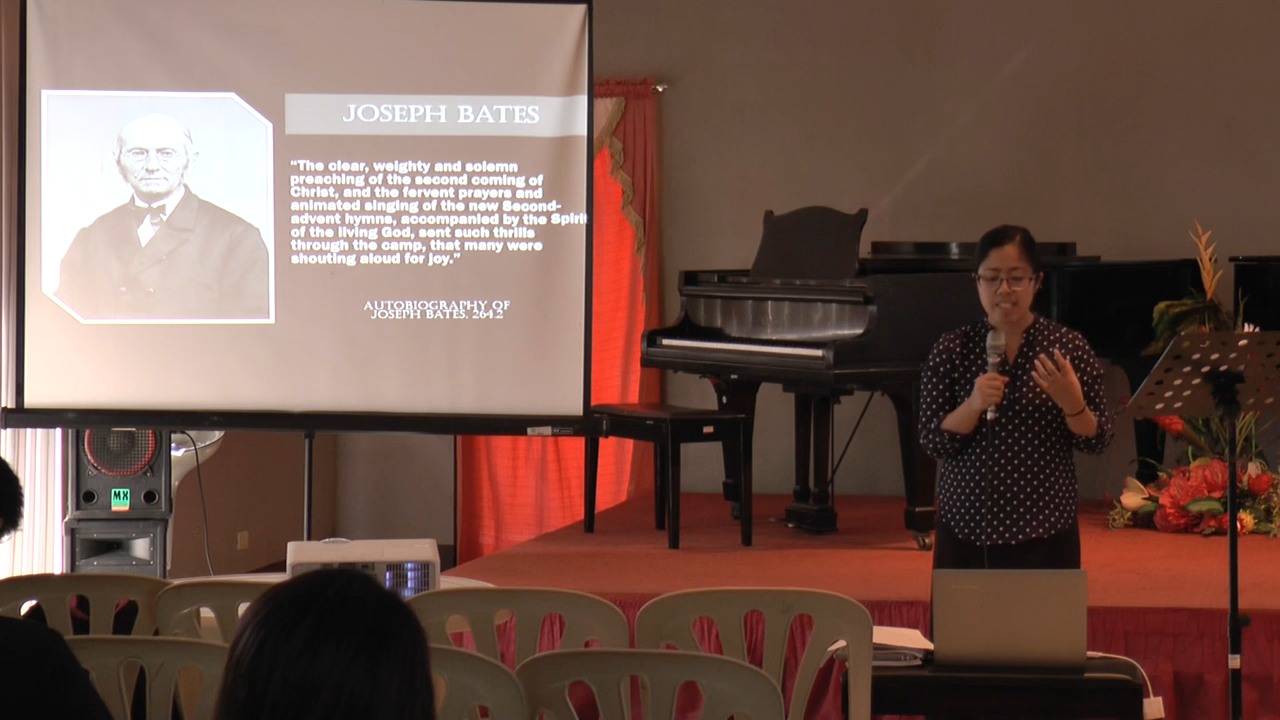 JOSEPH BATES
“The clear, weighty and solemn
preaching of the second coming of
Christ, and the fervent prayers and
animated singing of the new Second-
advent hymns, accompanied by the Spirit
of the living God, sent such thrills
through the camp, that many were
shouting aloud for joy.”
AUTOBIOGRAPHY OF
JOSEPH BATES, 264.2
MX